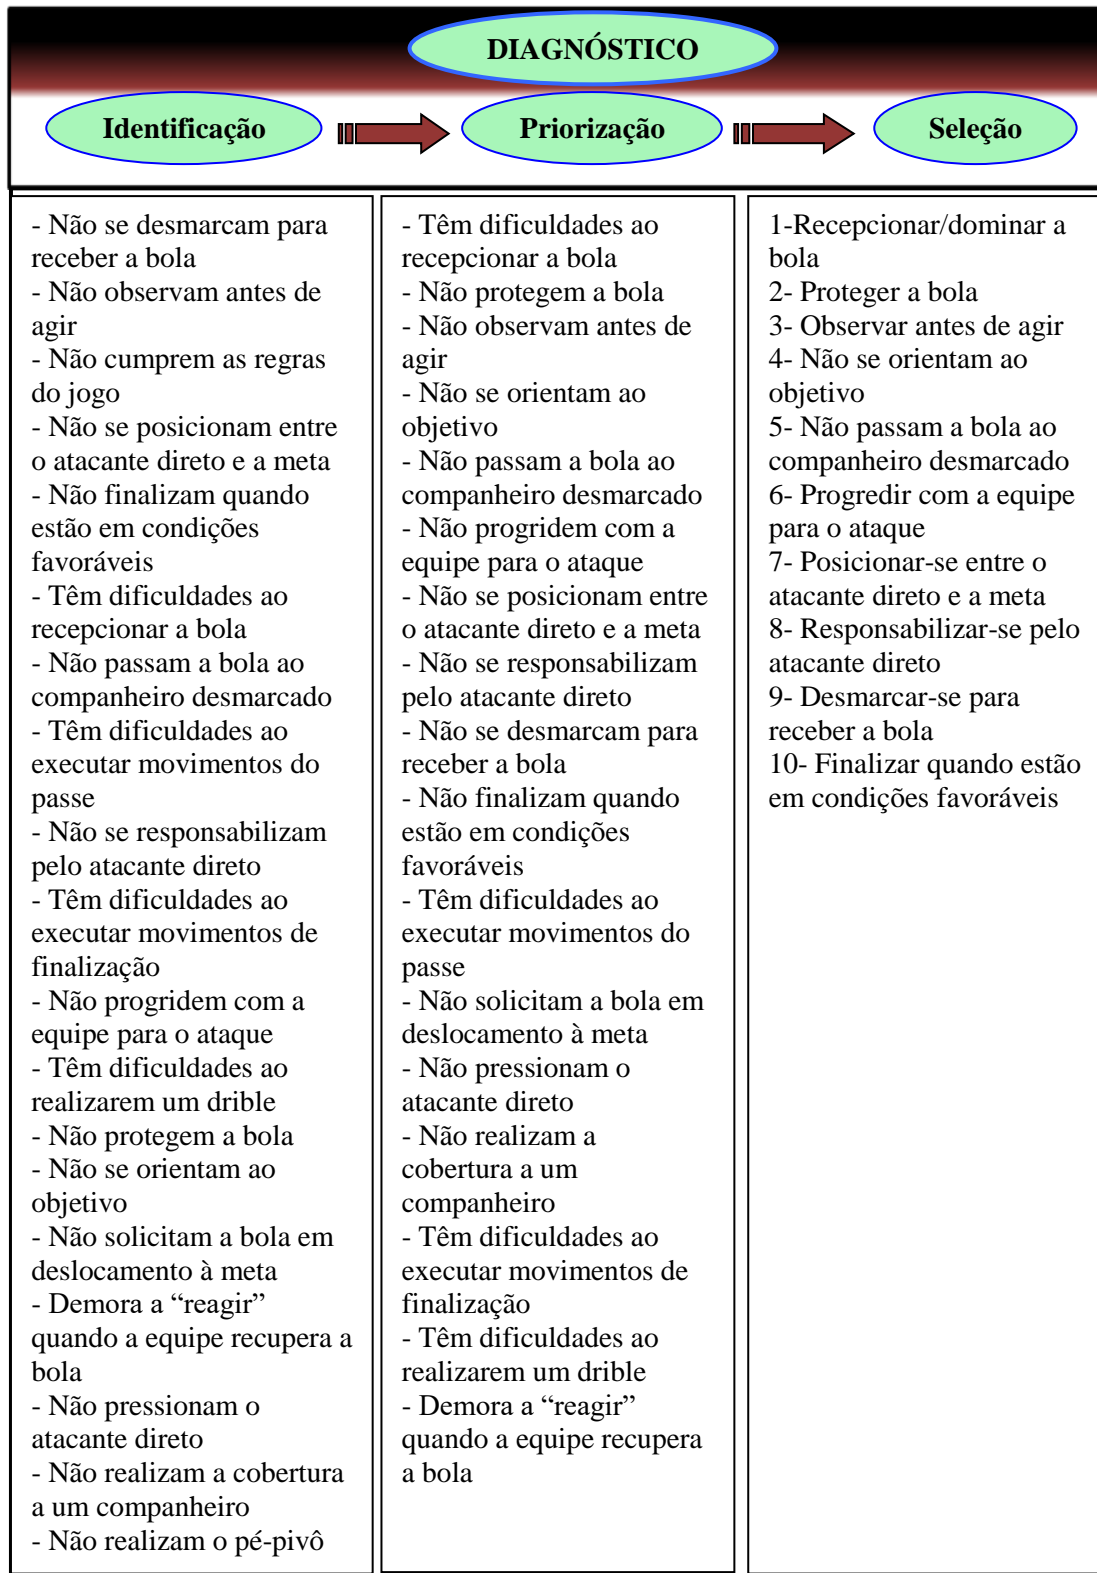 DIAGNÓSTICO
Identificação
Priorização
Seleção
- Não se desmarcam para
receber a bola
- Não observam antes de
agir
- Não cumprem as regras
do jogo
- Não se posicionam entre
o atacante direto e a meta
- Não finalizam quando
estão em condições
favoráveis
- Têm dificuldades ao
recepcionar a bola
- Não passam a bola ao
companheiro desmarcado
- Têm dificuldades ao
executar movimentos do
passe
- Não se responsabilizam
pelo atacante direto
- Têm dificuldades ao
executar movimentos de
finalização
- Não progridem com a
equipe para o ataque
- Têm dificuldades ao
realizarem um drible
- Não protegem a bola
- Não se orientam ao
objetivo
- Não solicitam a bola em
deslocamento à meta
- Demora a “reagir”
quando a equipe recupera a
bola
- Não pressionam o
atacante direto
- Não realizam a cobertura
a um companheiro
- Não realizam o pé-pivô
- Têm dificuldades ao
recepcionar a bola
- Não protegem a bola
- Não observam antes de
agir
- Não se orientam ao
objetivo
- Não passam a bola ao
companheiro desmarcado
- Não progridem com a
equipe para o ataque
- Não se posicionam entre
o atacante direto e a meta
- Não se responsabilizam
pelo atacante direto
- Não se desmarcam para
receber a bola
- Não finalizam quando
estão em condições
favoráveis
- Têm dificuldades ao
executar movimentos do
passe
- Não solicitam a bola em
deslocamento à meta
- Não pressionam o
atacante direto
- Não realizam a
cobertura a um
companheiro
- Têm dificuldades ao
executar movimentos de
finalização
- Têm dificuldades ao
realizarem um drible
- Demora a “reagir”
quando a equipe recupera
a bola
1-Recepcionar/dominar a
bola
2- Proteger a bola
3- Observar antes de agir
4- Não se orientam ao
objetivo
5- Não passam a bola ao
companheiro desmarcado
6- Progredir com a equipe
para o ataque
7- Posicionar-se entre o
atacante direto e a meta
8- Responsabilizar-se pelo
atacante direto
9- Desmarcar-se para
receber a bola
10- Finalizar quando estão
em condições favoráveis